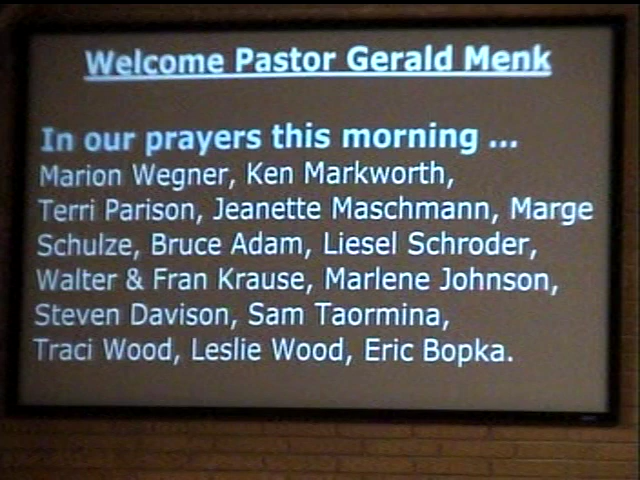 Welcome Pastor Gerald Menk
In our prayers this morning ...
Marion Wegner, Ken Markworth,
Terri Parison, Jeanette Maschmann, Marge
Schulze, Bruce Adam, Liesel Schroder,
Walter & Fran Krause, Marlene Johnson,
Steven Davison, Sam Taormina,
Traci Wood, Leslie Wood, Eric Bopka.